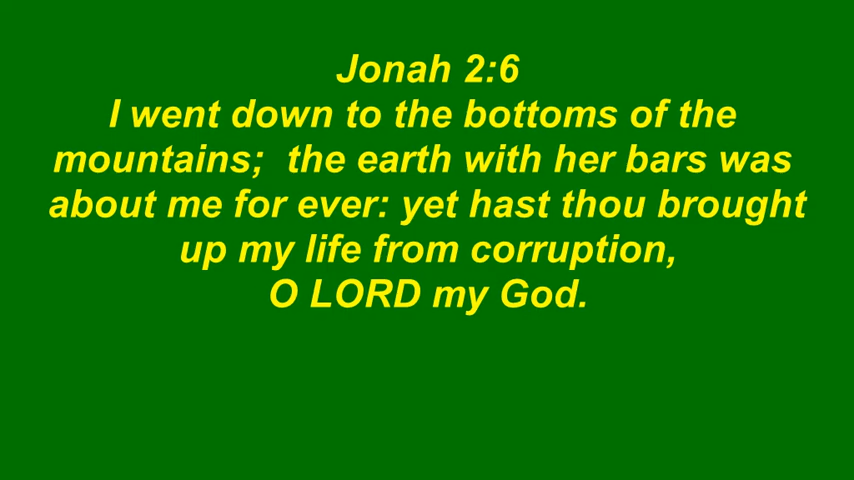 Jonah 2:6
I went down to the bottoms of the
mountains;  the earth with her bars was
about me for ever: yet hast thou brought
up my life from corruption,
O LORD my God.